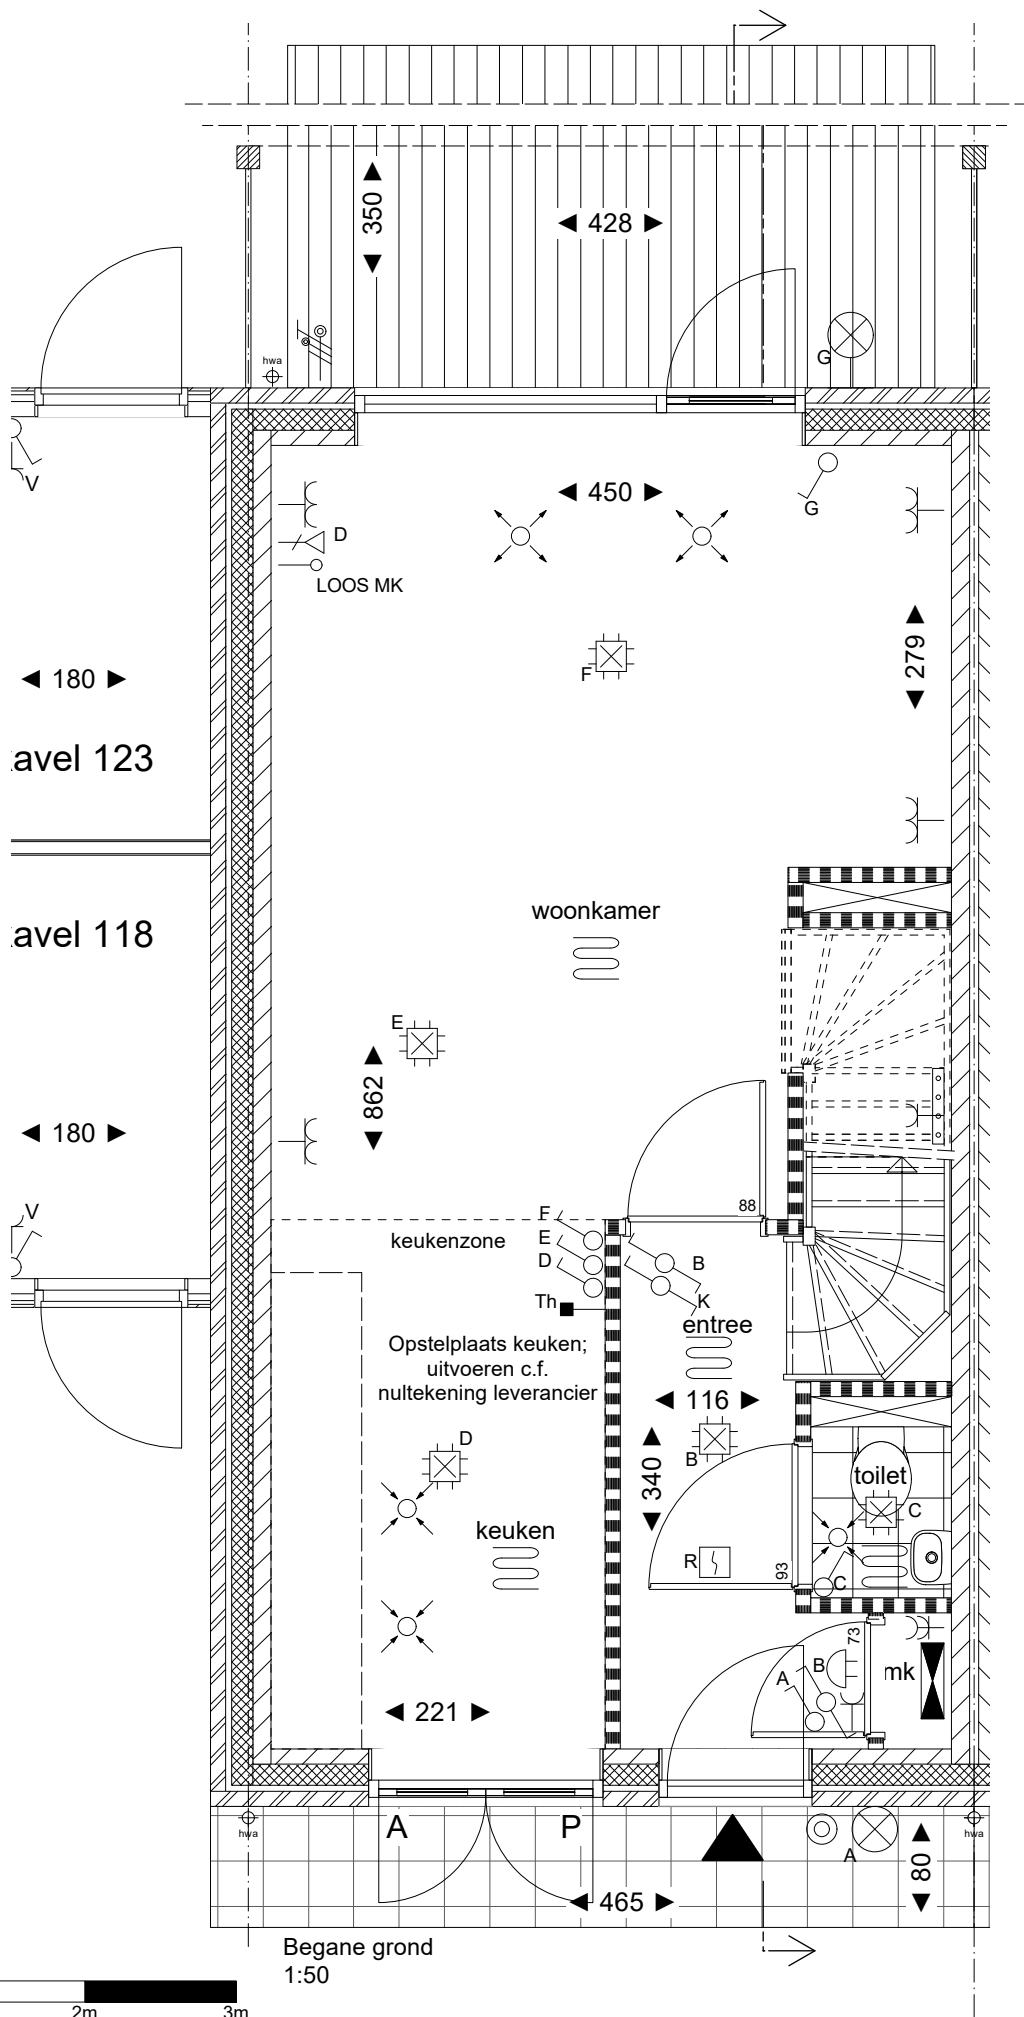 350
428
hwa
G
V
D
LOOS MK
450
G
F
279
180
kavel 123
kavel 118
woonkamer
E
862
180
V
88
F
E
D
keukenzone
B
K
Th
entree
Opstelplaats keuken;
uitvoeren c.f.
nultekening leverancier
116
B
340
D
toilet
C
keuken
R
93
C
73
B
A
mk
221
hwa
A
P
A
80
hwa
465
Begane grond
1:50
2m
3m